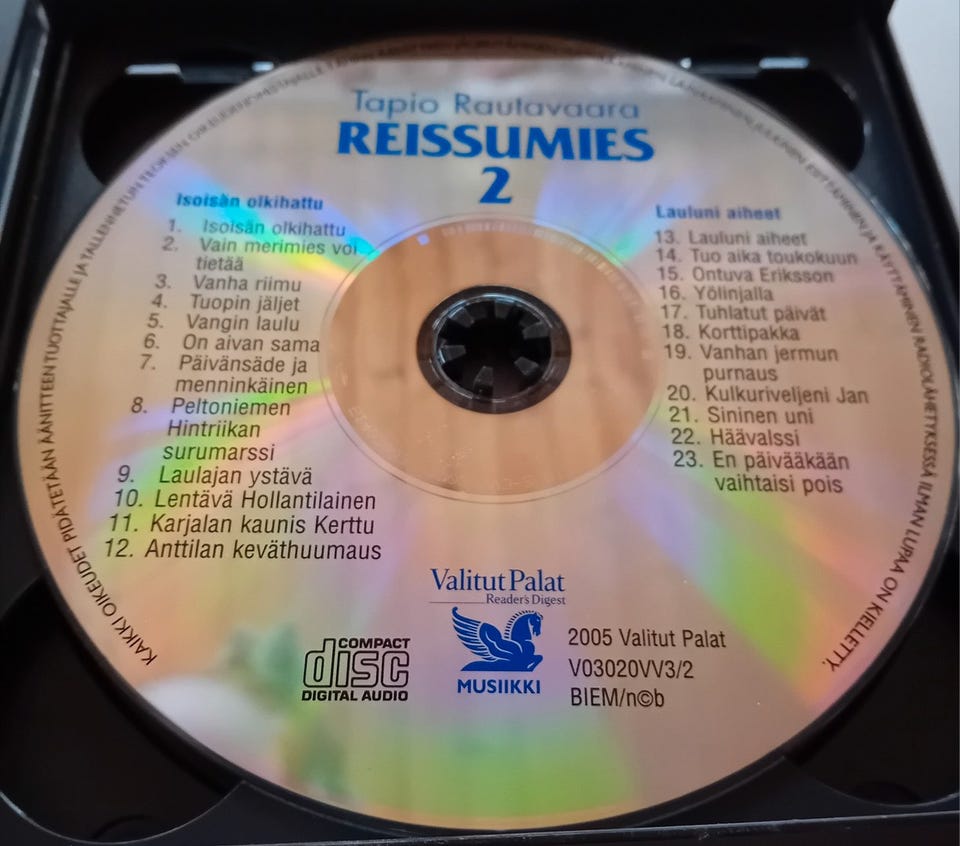 Tapio Rautavaara
REISSUMIES
2
Isoisän olkihattu
1. Isoisän olkihattu
2. Vain merimies voi
tietää
3. Vanha riimu
4. Tuopin jäljet
5. Vangin laulu
6. On aivan sama
7. Päivänsäde ja
menninkäinen
8. Peltoniemen
Hintriikan
surumarssi
9. Laulajan ystävä
10. Lentävä Hollantilainen
11. Karjalan kaunis Kerttu
12. Anttilan keväthuumaus
Lauluni aiheet
13. Lauluni aiheet
14. Tuo aika toukokuun
15. Ontuva Eriksson
16. Yölinjalla
17. Tuhlatut päivät
18. Korttipakka
19. Vanhan jermun
purnaus
20. Kulkuriveljeni Jan
21. Sininen uni
22. Häävalssi
23. En päivääkään
vaihtaisi pois
Valitut Palat
Reader's Digest
MUSIIKKI
COMPACT
disc
DIGITAL AUDIO
2005 Valitut Palat
V03020VV3/2
BIEM/n©b
KAIKKI OIKEUDET PIDÄTETÄÄN ÄÄNITTEEN TUOTTAJALLE JA TALLENNETUN TEOKSEN OIKEUDENOMISTAJALLE JA KÄYTTÄMINEN RADIOLÄHETYKSESSÄ ILMAN LUPAA ON KIELLETTY.